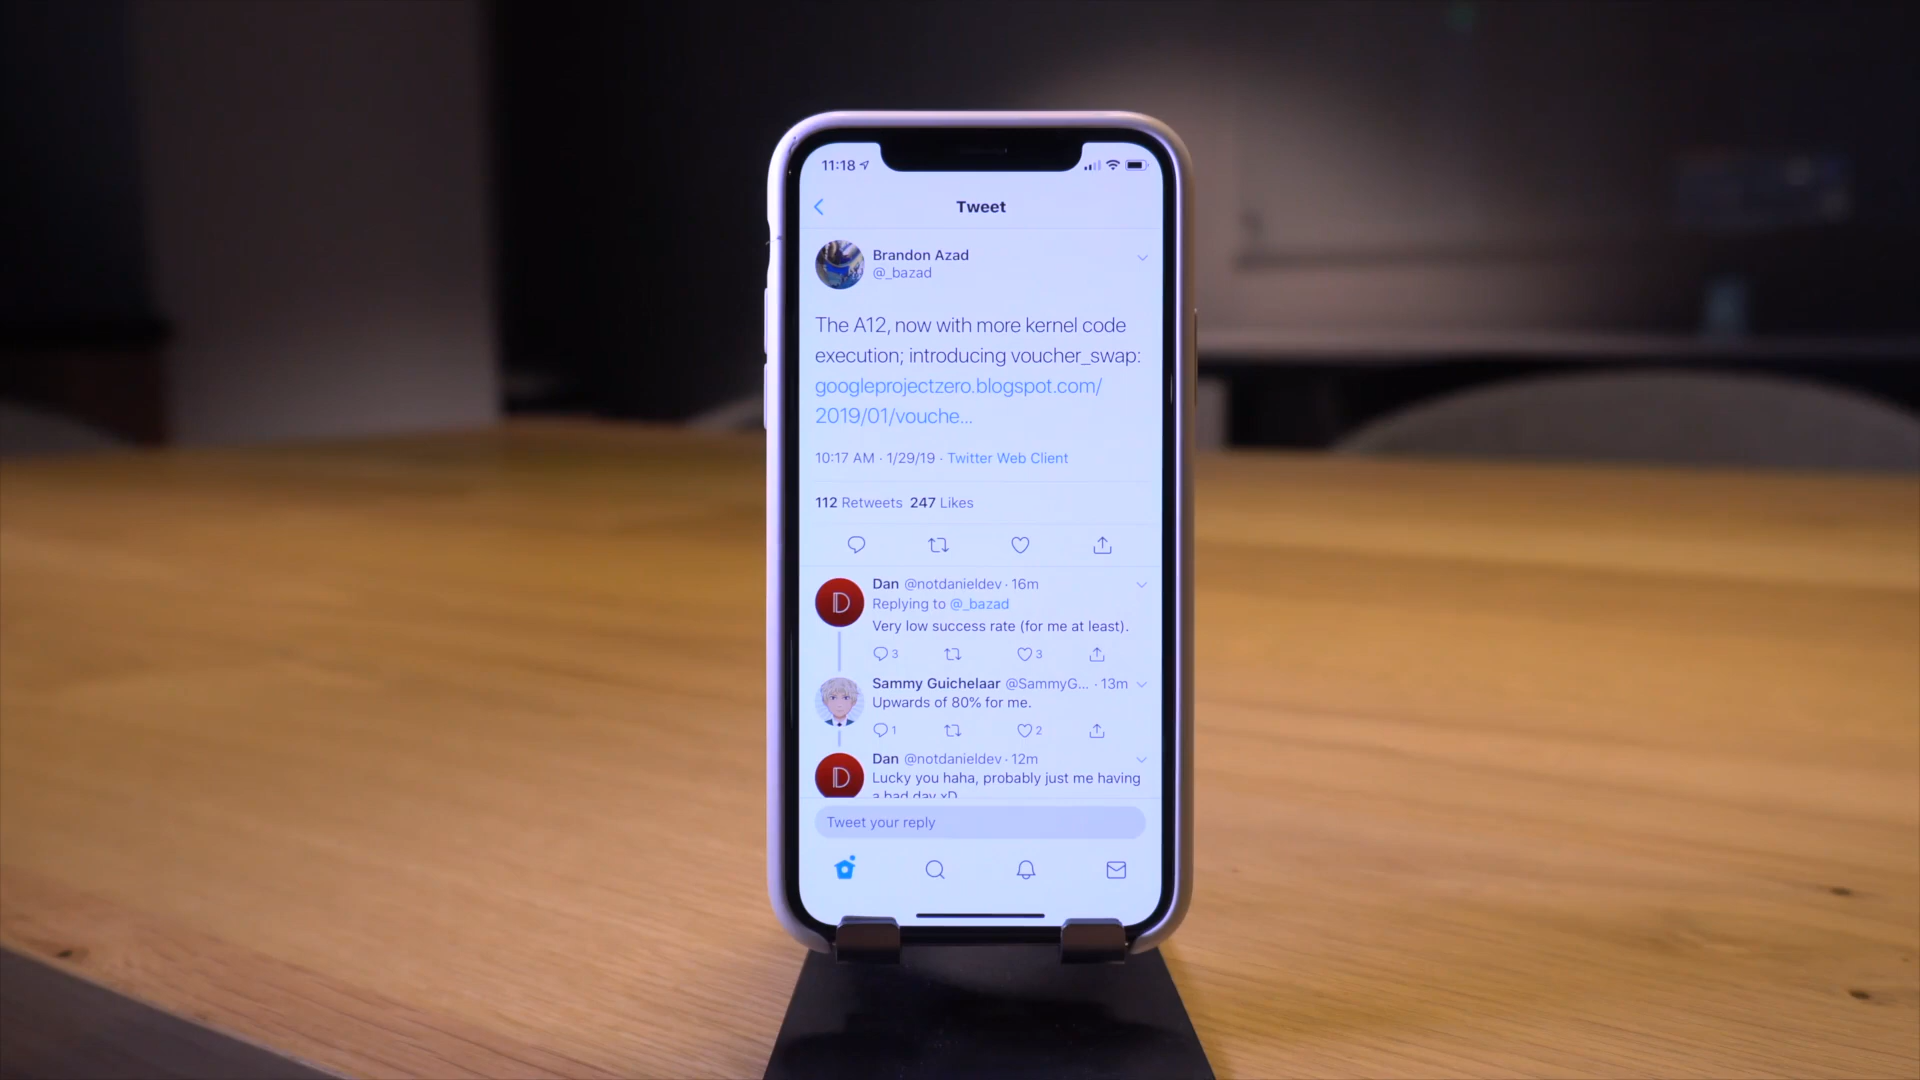 11:18
Tweet
Brandon Azad
@_bazad
The A12, now with more kernel code
execution; introducing voucher_swap:
googleprojectzero.blogspot.com/
2019/01/vouche...
10:17 AM · 1/29/19 · Twitter Web Client
112 Retweets 247 Likes
D
Dan @notdanieldev · 16m
Replying to @_bazad
Very low success rate (for me at least).
3 3
Sammy Guichelaar @SammyG... · 13m
Upwards of 80% for me.
1 2
D
Dan @notdanieldev · 12m
Lucky you haha, probably just me having
a bad day xD
Tweet your reply